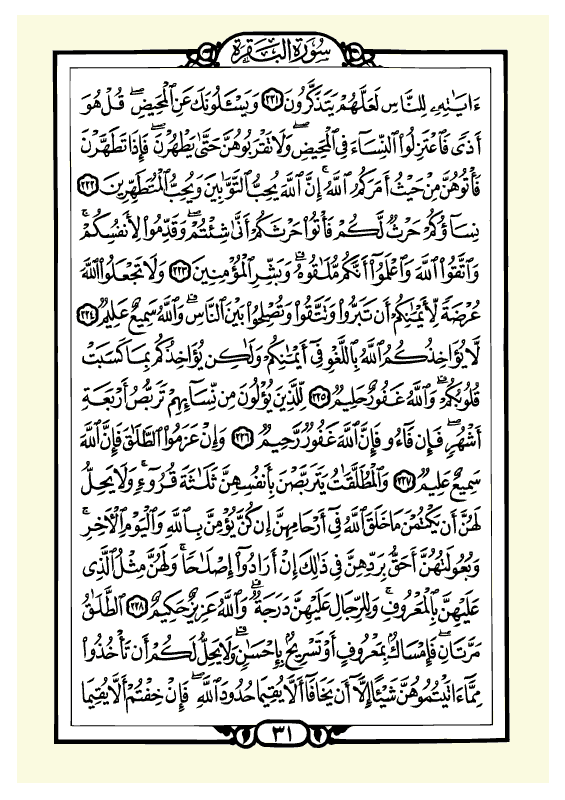 سُورَةُ الْبَقَرَةِ
ءَايَٰتِهِۦ لِلنَّاسِ لَعَلَّهُمْ يَتَذَكَّرُونَ ٢٢١ وَيَسْـَٔلُونَكَ عَنِ ٱلْمَحِيضِ ۖ قُلْ هُوَ
أَذًى فَٱعْتَزِلُوا۟ ٱلنِّسَآءَ فِى ٱلْمَحِيضِ ۖ وَلَا تَقْرَبُوهُنَّ حَتَّىٰ يَطْهُرْنَ ۖ فَإِذَا تَطَهَّرْنَ
فَأْتُوهُنَّ مِنْ حَيْثُ أَمَرَكُمُ ٱللَّهُ ۚ إِنَّ ٱللَّهَ يُحِبُّ ٱلتَّوَّٰبِينَ وَيُحِبُّ ٱلْمُتَطَهِّرِينَ ٢٢٢
نِسَآؤُكُمْ حَرْثٌ لَّكُمْ فَأْتُوا۟ حَرْثَكُمْ أَنَّىٰ شِئْتُمْ ۖ وَقَدِّمُوا۟ لِأَنفُسِكُمْ ۚ
وَٱتَّقُوا۟ ٱللَّهَ وَٱعْلَمُوٓا۟ أَنَّكُم مُّلَٰقُوهُ ۗ وَبَشِّرِ ٱلْمُؤْمِنِينَ ٢٢٣ وَلَا تَجْعَلُوا۟ ٱللَّهَ
عُرْضَةً لِّأَيْمَٰنِكُمْ أَن تَبَرُّوا۟ وَتَتَّقُوا۟ وَتُصْلِحُوا۟ بَيْنَ ٱلنَّاسِ ۗ وَٱللَّهُ سَمِيعٌ عَلِيمٌ ٢٢٤
لَّا يُؤَاخِذُكُمُ ٱللَّهُ بِٱللَّغْوِ فِىٓ أَيْمَٰنِكُمْ وَلَٰكِن يُؤَاخِذُكُم بِمَا كَسَبَتْ
قُلُوبُكُمْ ۗ وَٱللَّهُ غَفُورٌ حَلِيمٌ ٢٢٥ لِّلَّذِينَ يُؤْلُونَ مِن نِّسَآئِهِمْ تَرَبُّصُ أَرْبَعَةِ
أَشْهُرٍ ۖ فَإِن فَآءُو فَإِنَّ ٱللَّهَ غَفُورٌ رَّحِيمٌ ٢٢٦ وَإِنْ عَزَمُوا۟ ٱلطَّلَٰقَ فَإِنَّ ٱللَّهَ
سَمِيعٌ عَلِيمٌ ٢٢٧ وَٱلْمُطَلَّقَٰتُ يَتَرَبَّصْنَ بِأَنفُسِهِنَّ ثَلَٰثَةَ قُرُوٓءٍ ۚ وَلَا يَحِلُّ
لَهُنَّ أَن يَكْتُمْنَ مَا خَلَقَ ٱللَّهُ فِىٓ أَرْحَامِهِنَّ إِن كُنَّ يُؤْمِنَّ بِٱللَّهِ وَٱلْيَوْمِ ٱلْـَٔاخِرِ ۚ
وَبُعُولَتُهُنَّ أَحَقُّ بِرَدِّهِنَّ فِى ذَٰلِكَ إِنْ أَرَادُوٓا۟ إِصْلَٰحًا ۚ وَلَهُنَّ مِثْلُ ٱلَّذِى
عَلَيْهِنَّ بِٱلْمَعْرُوفِ ۚ وَلِلرِّجَالِ عَلَيْهِنَّ دَرَجَةٌ ۗ وَٱللَّهُ عَزِيزٌ حَكِيمٌ ٢٢٨ ٱلطَّلَٰقُ
مَرَّتَانِ ۖ فَإِمْسَاكٌۢ بِمَعْرُوفٍ أَوْ تَسْرِيحٌۢ بِإِحْسَٰنٍ ۗ وَلَا يَحِلُّ لَكُمْ أَن تَأْخُذُوا۟
مِمَّآ ءَاتَيْتُمُوهُنَّ شَيْـًٔا إِلَّآ أَن يَخَافَآ أَلَّا يُقِيمَا حُدُودَ ٱللَّهِ ۖ فَإِنْ خِفْتُمْ أَلَّا يُقِيمَا
٣١